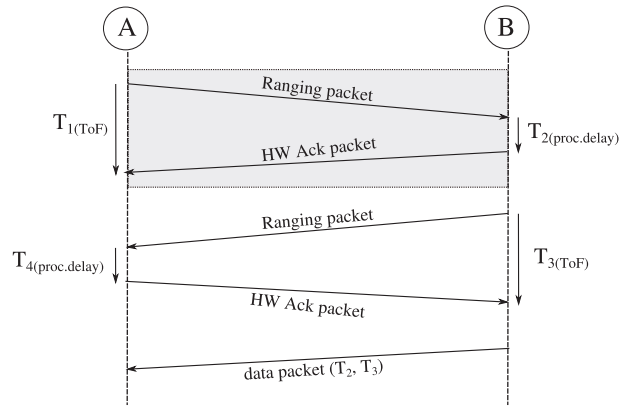 A
B
Ranging packet
T1(ToF)
T2(proc.delay)
HW Ack packet
Ranging packet
T4(proc.delay)
T3(ToF)
HW Ack packet
data packet (T2, T3)